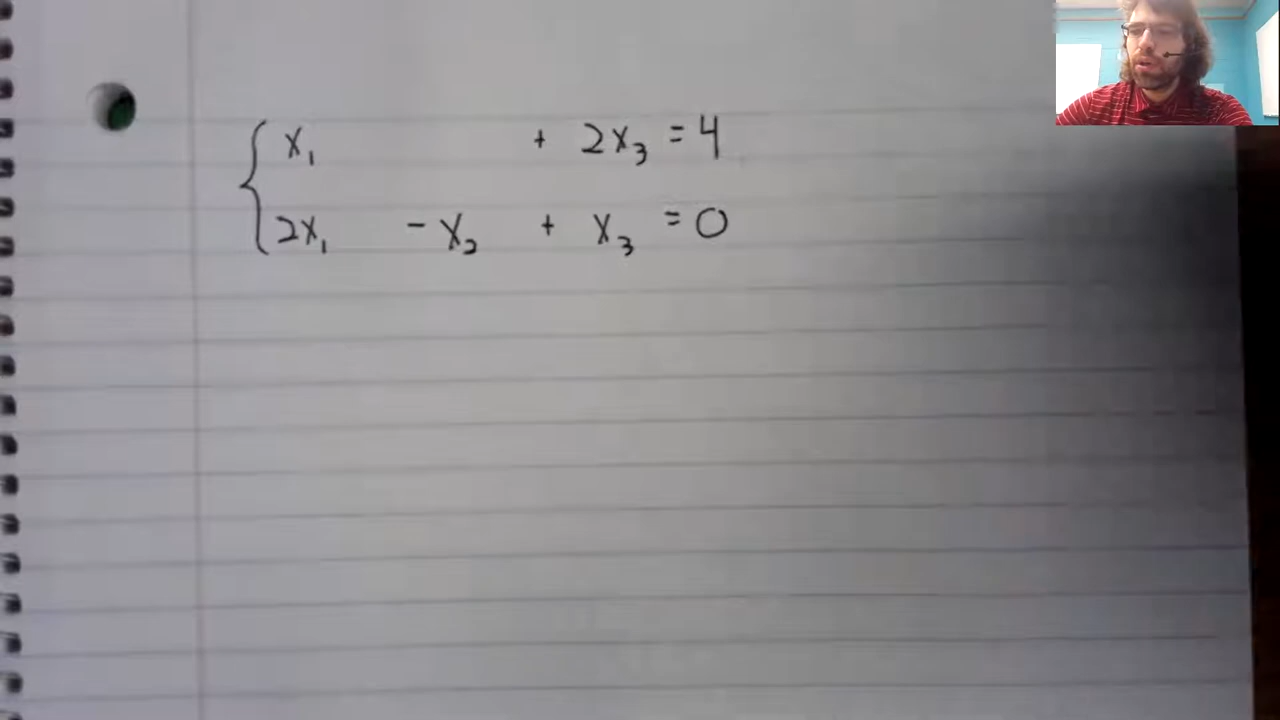 x₁ + 2x₃ = 4
2x₁ - x₂ + x₃ = 0